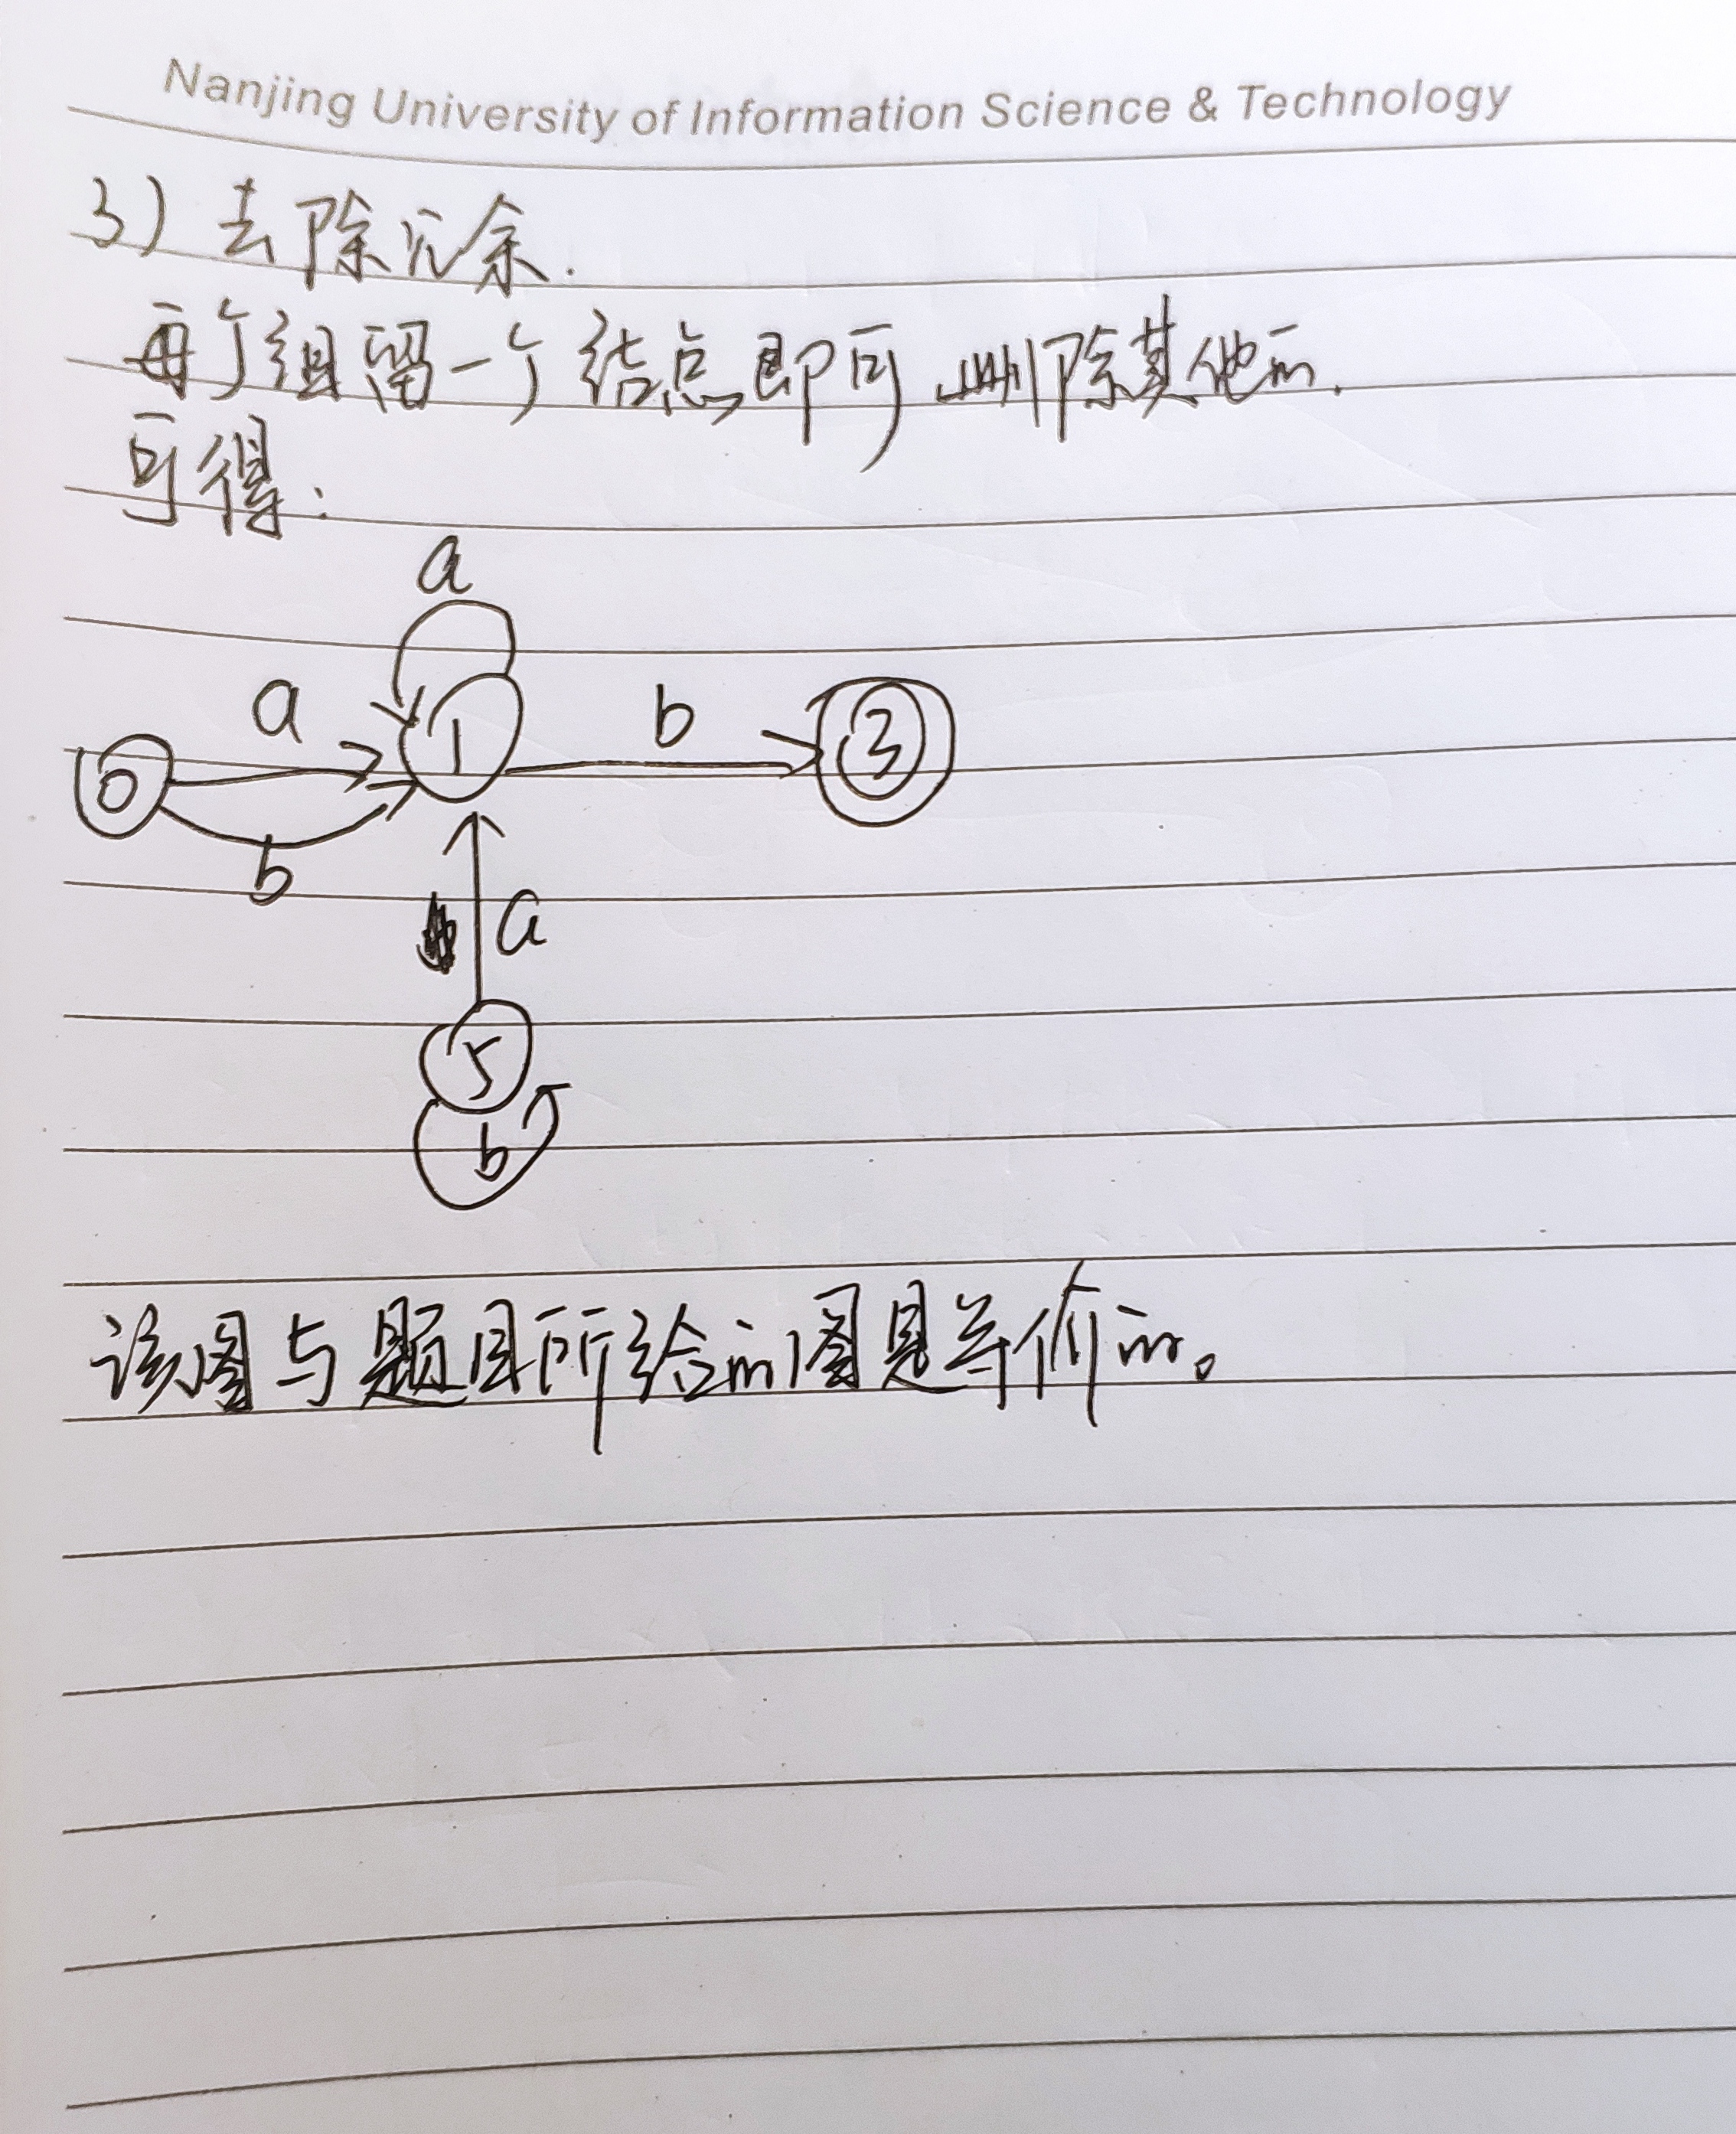 Nanjing University of Information Science & Technology
3) 去除冗余.
每个组留一个结点即可 删除其他的.
可得:
a
a
b
0
1
3
b
a
5
b
该图与题目所给的图是等价的。